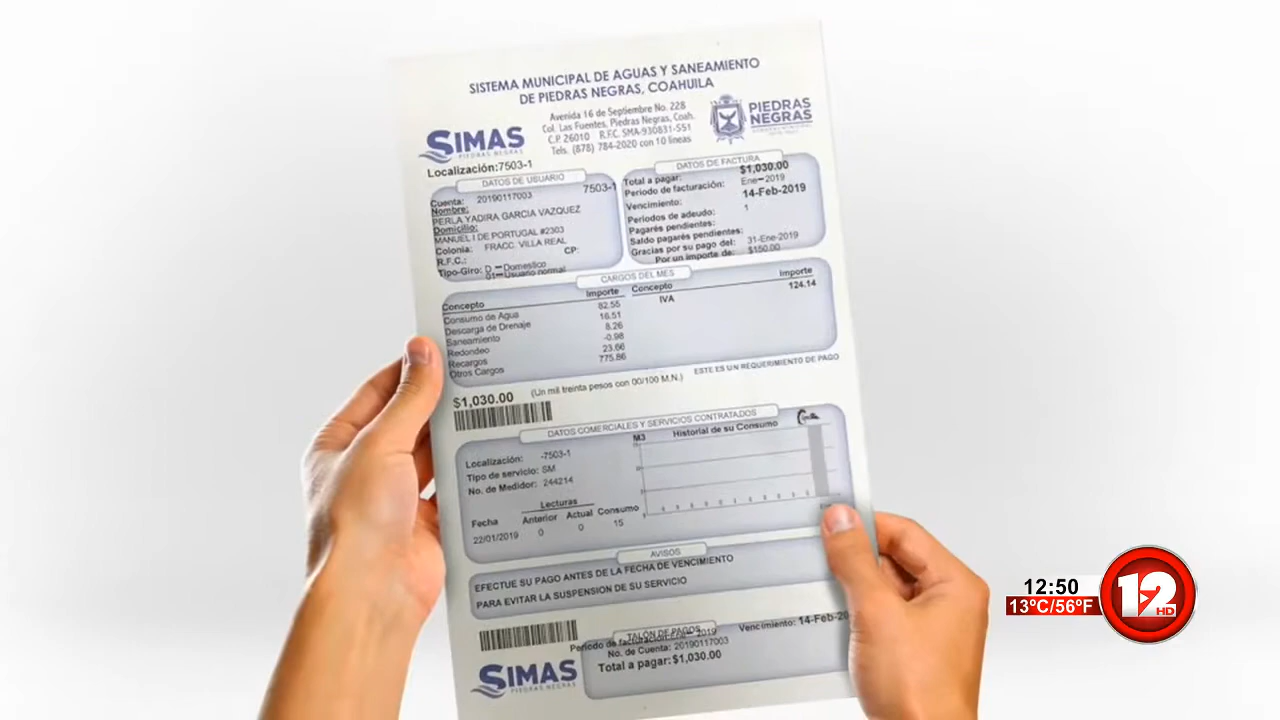 SISTEMA MUNICIPAL DE AGUAS Y SANEAMIENTO
DE PIEDRAS NEGRAS, COAHUILA
Avenida 16 de Septiembre No. 228
Col. Las Fuentes, Piedras Negras, Coah.
C.P. 26010 R.F.C. SMA-930831-S51
Tels. (878) 784-2020 con 10 lineas
SIMAS
PIEDRAS NEGRAS
PIEDRAS
NEGRAS
Localización:7503-1
DATOS DE USUARIO
7503-1
Cuenta: 20190117003
Nombre:
PERLA YADIRA GARCIA VAZQUEZ
Domicilio:
MANUEL I DE PORTUGAL #2303
Colonia: FRACC. VILLA REAL
R.F.C.: CP:
Tipo-Giro: D - Domestico
01 - Usuario normal
DATOS DE FACTURA
Total a pagar: $1,030.00
Periodo de facturación: Ene-2019
Vencimiento: 14-Feb-2019
Periodos de adeudo: 1
Pagarés pendientes:
Saldo pagarés pendientes:
Gracias por su pago del: 31-Ene-2019
Por un importe de: $150.00
CARGOS DEL MES
Concepto Importe Concepto Importe
Consumo de Agua 82.55 IVA 124.14
Descarga de Drenaje 16.51
Saneamiento 8.26
Redondeo -0.98
Recargos 23.66
Otros Cargos 775.86
$1,030.00 (Un mil treinta pesos con 00/100 M.N.) ESTE ES UN REQUERIMIENTO DE PAGO
DATOS COMERCIALES Y SERVICIOS CONTRATADOS
Localización: -7503-1
Tipo de servicio: SM
No. de Medidor: 244214
Lecturas
Fecha Anterior Actual Consumo
22/01/2019 0 0 15
M3 Historial de su Consumo
AVISOS
EFECTUE SU PAGO ANTES DE LA FECHA DE VENCIMIENTO
PARA EVITAR LA SUSPENSION DE SU SERVICIO
TALÓN DE PAGOS
Periodo de facturación: Ene-2019 Vencimiento: 14-Feb-20
No. de Cuenta: 20190117003
Total a pagar: $1,030.00
SIMAS
PIEDRAS NEGRAS
12:50
13ºC/56ºF
12
HD